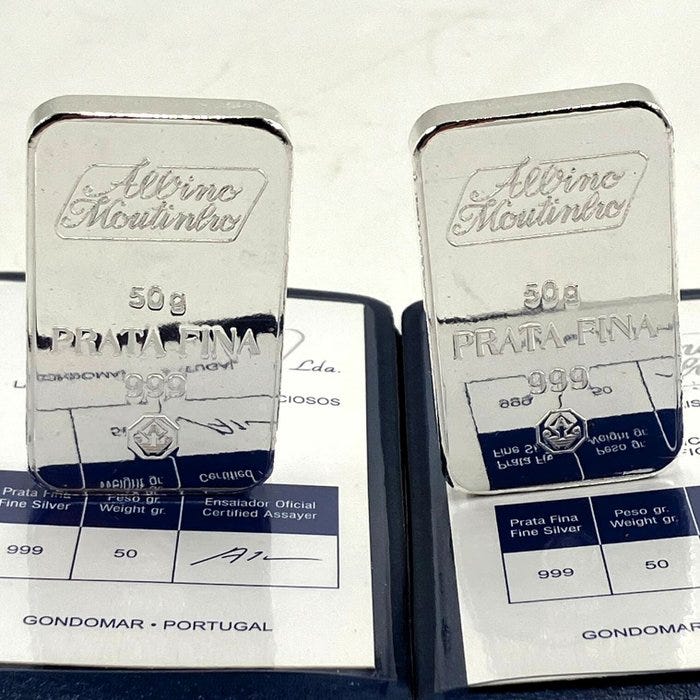 Albino
Moutinho
50g
PRATA FINA
999
Albino
Moutinho
50g
PRATA FINA
999
Lda.
CIOSOS
Prata Fina
Fine Silver
Peso gr.
Weight gr.
Ensaiador Oficial
Certified Assayer
999
50
GONDOMAR • PORTUGAL
Prata Fina
Fine Silver
Peso gr.
Weight gr.
999
50
GONDOMAR